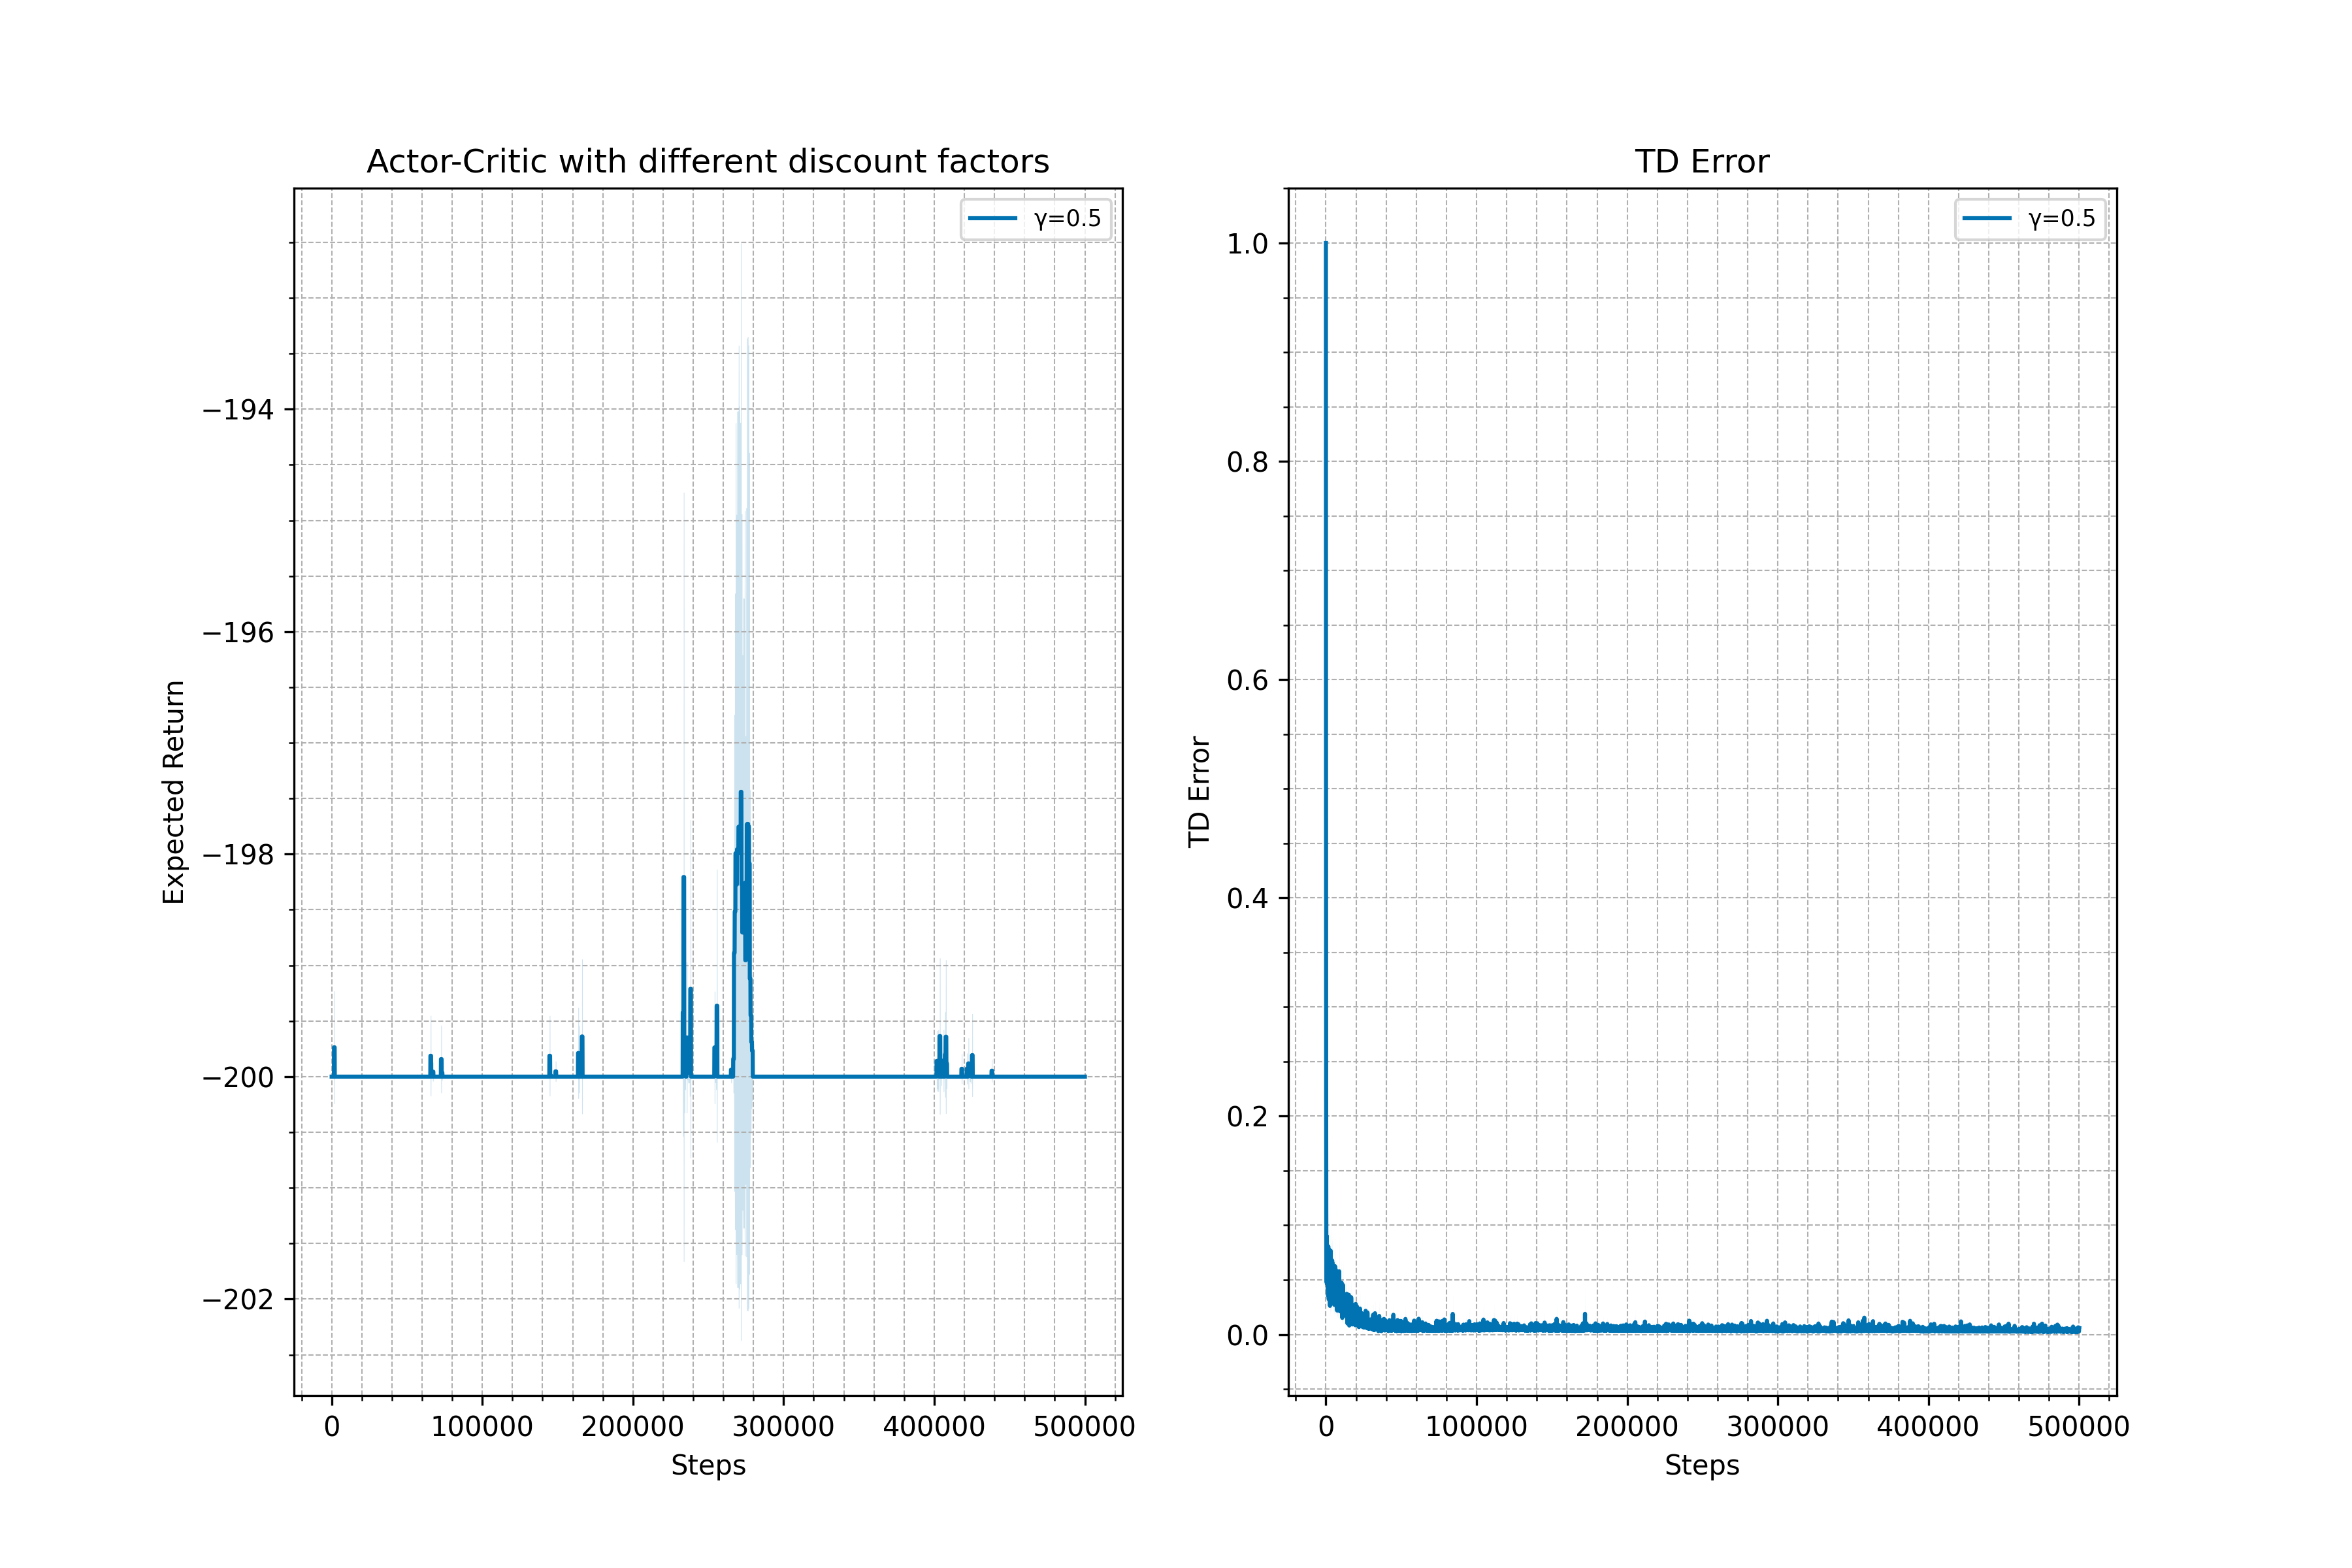 Actor-Critic with different discount factors
γ=0.5
Expected Return
−194
−196
−198
−200
−202
0 100000 200000 300000 400000 500000
Steps
TD Error
γ=0.5
TD Error
1.0
0.8
0.6
0.4
0.2
0.0
0 100000 200000 300000 400000 500000
Steps